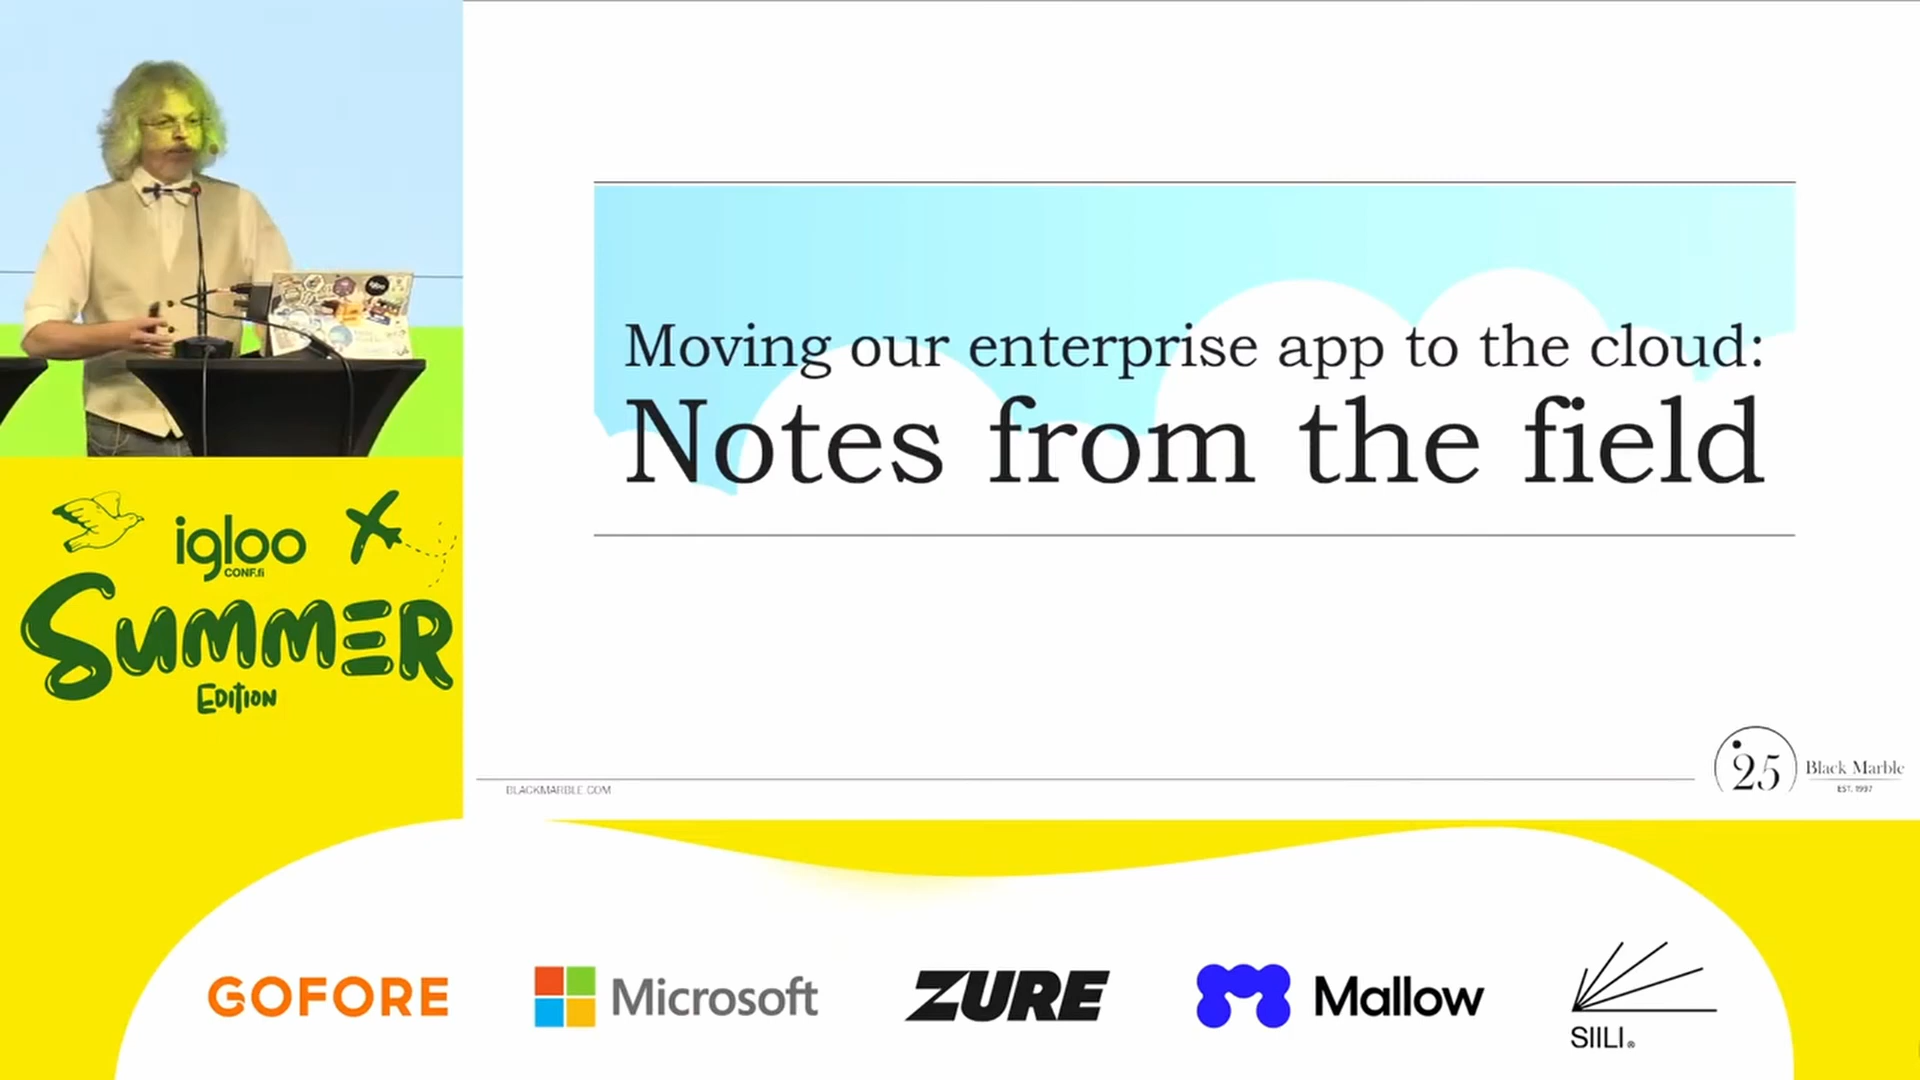 Moving our enterprise app to the cloud:
Notes from the field
BLACKMARBLE.COM
25
Black Marble
EST. 1997
igloo
CONF.fi
SUMMER
EDITION
GOFORE
Microsoft
ZURE
Mallow
SIILI®